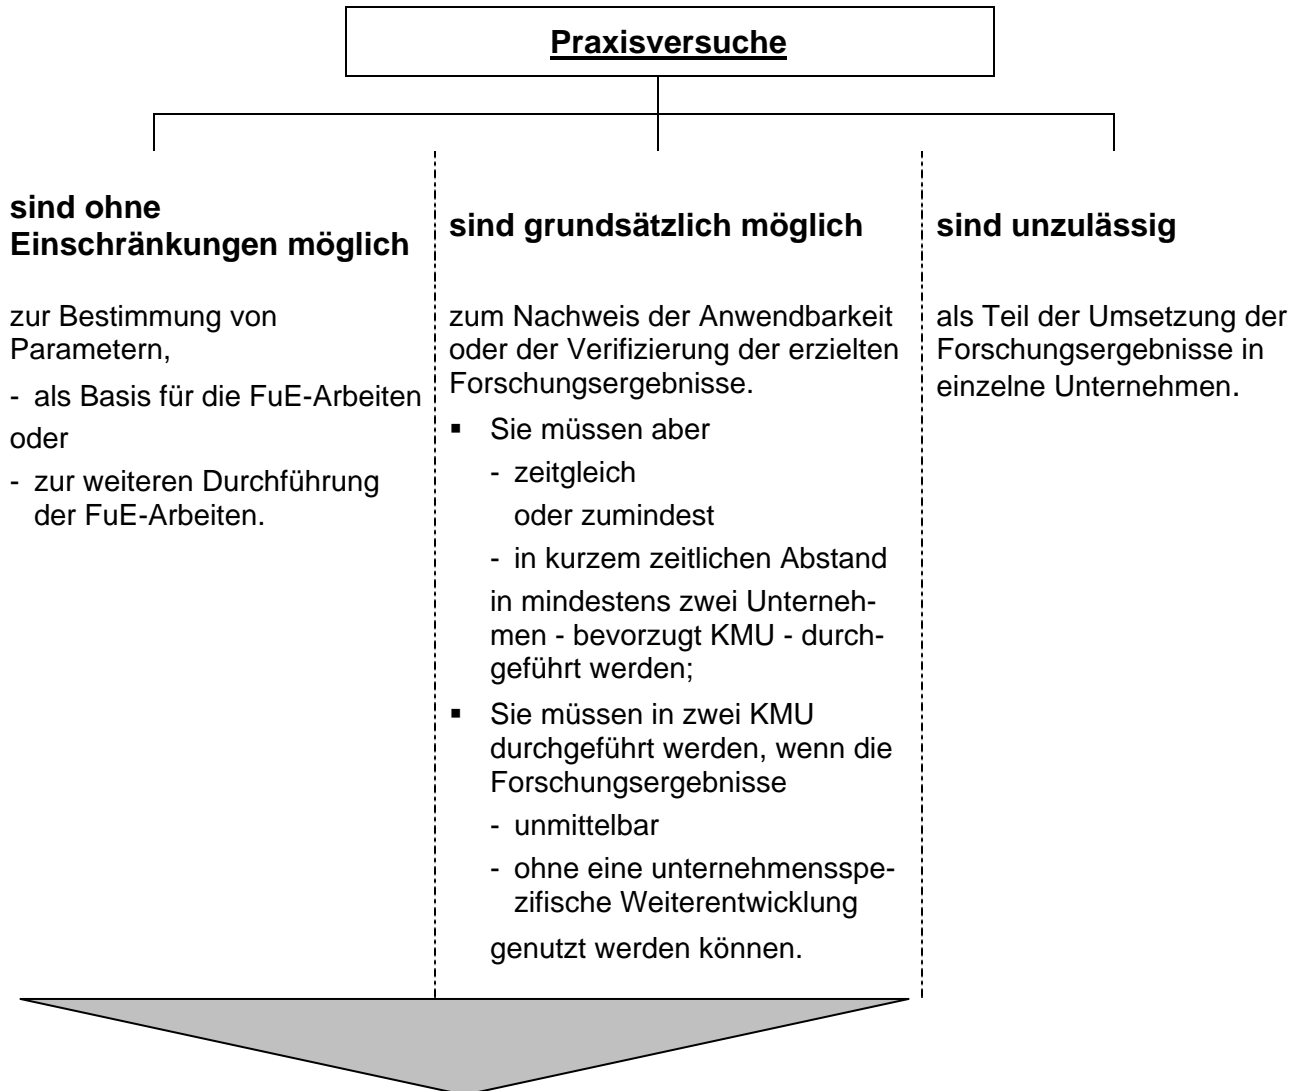 Praxisversuche
sind ohne
Einschränkungen möglich
zur Bestimmung von
Parametern,
- als Basis für die FuE-Arbeiten
oder
- zur weiteren Durchführung
der FuE-Arbeiten.
sind grundsätzlich möglich
zum Nachweis der Anwendbarkeit
oder der Verifizierung der erzielten
Forschungsergebnisse.
▪ Sie müssen aber
- zeitgleich
oder zumindest
- in kurzem zeitlichen Abstand
in mindestens zwei Unterneh-
men - bevorzugt KMU - durch-
geführt werden;
▪ Sie müssen in zwei KMU
durchgeführt werden, wenn die
Forschungsergebnisse
- unmittelbar
- ohne eine unternehmensspe-
zifische Weiterentwicklung
genutzt werden können.
sind unzulässig
als Teil der Umsetzung der
Forschungsergebnisse in
einzelne Unternehmen.